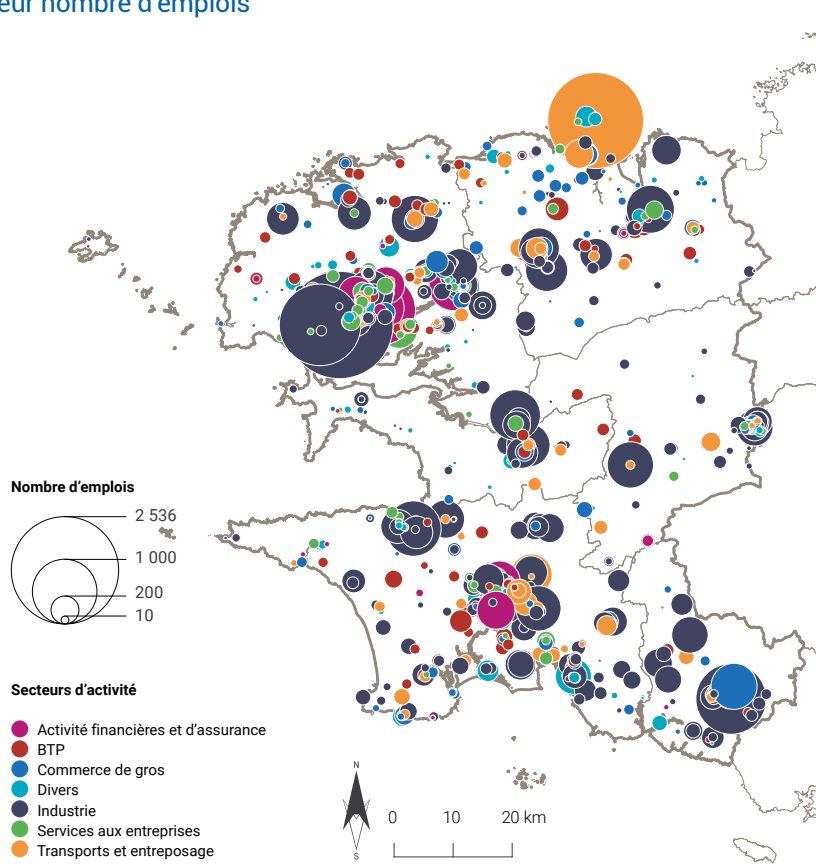 eur nombre d'emplois
Nombre d'emplois
2 536
1 000
200
10
Secteurs d'activité
Activité financières et d'assurance
BTP
Commerce de gros
Divers
Industrie
Services aux entreprises
Transports et entreposage
N
S
0 10 20 km